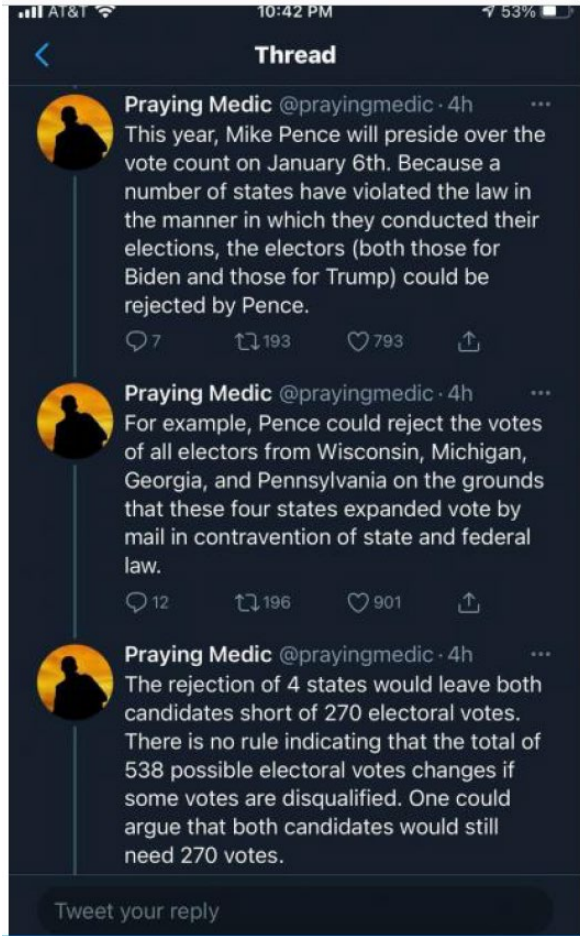 AT&T 10:42 PM 53%
Thread
Praying Medic @prayingmedic · 4h ...
This year, Mike Pence will preside over the
vote count on January 6th. Because a
number of states have violated the law in
the manner in which they conducted their
elections, the electors (both those for
Biden and those for Trump) could be
rejected by Pence.
7 193 793
Praying Medic @prayingmedic · 4h ...
For example, Pence could reject the votes
of all electors from Wisconsin, Michigan,
Georgia, and Pennsylvania on the grounds
that these four states expanded vote by
mail in contravention of state and federal
law.
12 196 901
Praying Medic @prayingmedic · 4h ...
The rejection of 4 states would leave both
candidates short of 270 electoral votes.
There is no rule indicating that the total of
538 possible electoral votes changes if
some votes are disqualified. One could
argue that both candidates would still
need 270 votes.
Tweet your reply